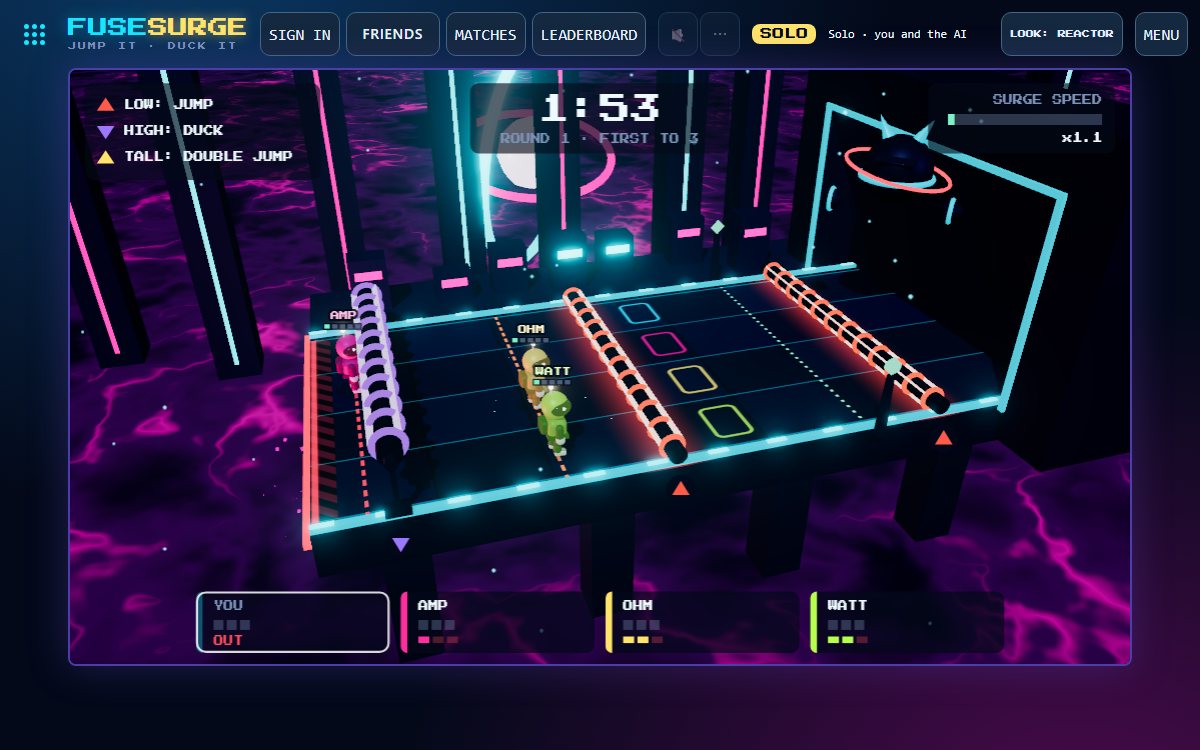 FUSESURGE
JUMP IT · DUCK IT
SIGN IN
FRIENDS
MATCHES
LEADERBOARD
...
SOLO
Solo · you and the AI
LOOK: REACTOR
MENU
LOW: JUMP
HIGH: DUCK
TALL: DOUBLE JUMP
1:53
ROUND 1 · FIRST TO 3
SURGE SPEED
x1.1
AMP
OHM
WATT
YOU
OUT
AMP
OHM
WATT